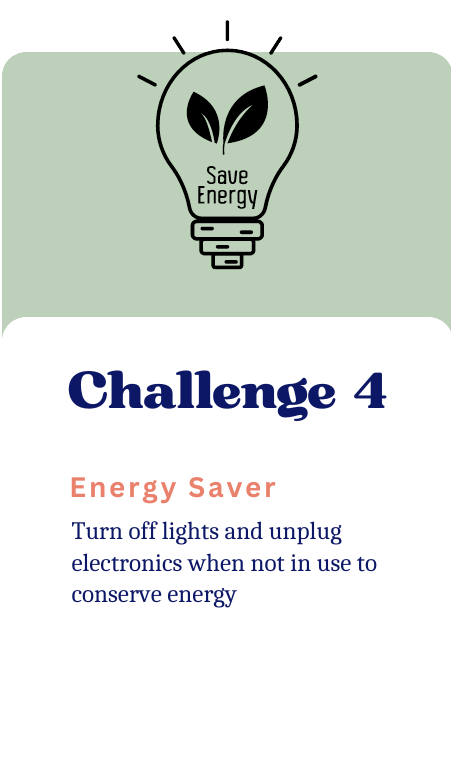 Save
Energy
Challenge 4
Energy Saver
Turn off lights and unplug
electronics when not in use to
conserve energy